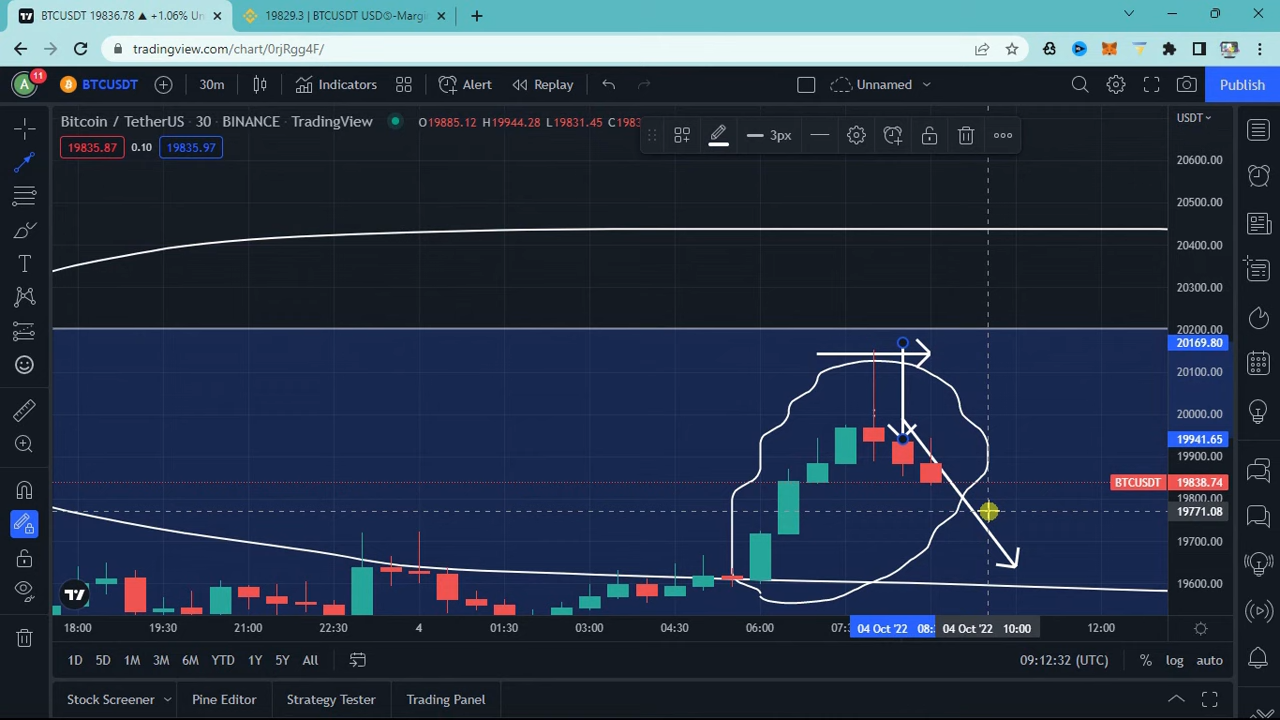 BTCUSDT 19836.78 ▲ +1.06% Un
19829.3 | BTCUSDT USDⓈ-Marg
tradingview.com/chart/0rjRgg4F/
11
A
BTCUSDT
30m
Indicators
Alert
Replay
Unnamed
Publish
Bitcoin / TetherUS · 30 · BINANCE · TradingView
O19885.12 H19944.28 L19831.45 C1983
3px
USDT
19835.87
0.10
19835.97
20600.00
20500.00
20400.00
20300.00
20200.00
20169.80
20100.00
20000.00
19941.65
19900.00
BTCUSDT
19838.74
19800.00
19771.08
19700.00
19600.00
18:00
19:30
21:00
22:30
4
01:30
03:00
04:30
06:00
07:3
04 Oct '22 08:
04 Oct '22 10:00
12:00
1D
5D
1M
3M
6M
YTD
1Y
5Y
All
09:12:32 (UTC)
%
log
auto
Stock Screener
Pine Editor
Strategy Tester
Trading Panel